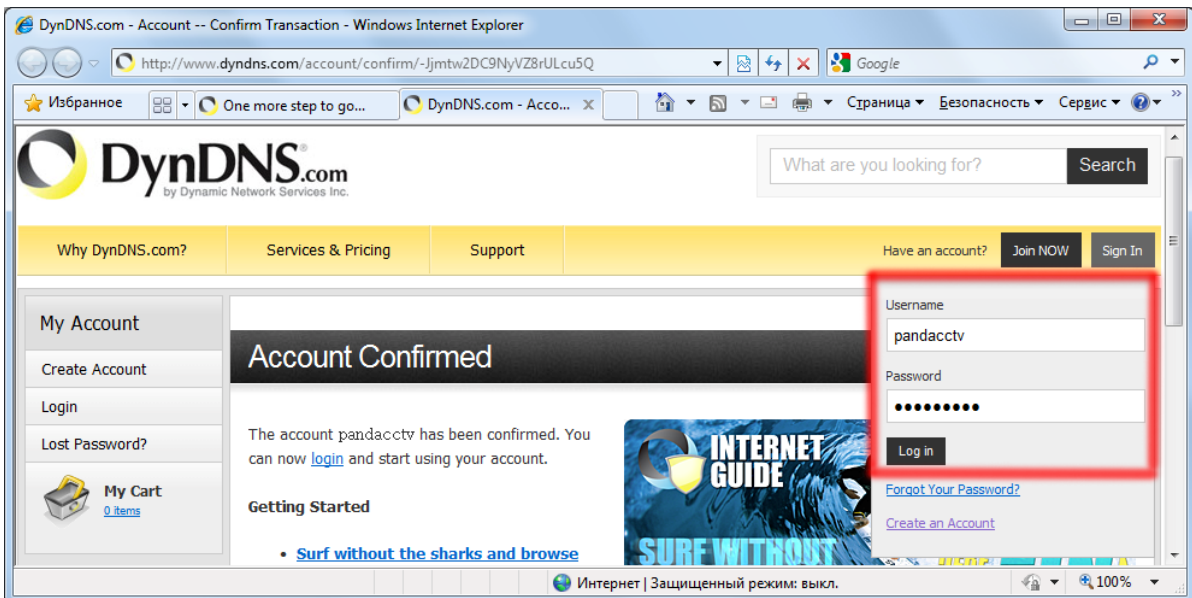 DynDNS.com - Account -- Confirm Transaction - Windows Internet Explorer
http://www.dyndns.com/account/confirm/-Jjmtw2DC9NyVZ8rULcu5Q
Google
Избранное
One more step to go...
DynDNS.com - Acco...
Страница
Безопасность
Сервис
DynDNS.com
by Dynamic Network Services Inc.
What are you looking for?
Search
Why DynDNS.com?
Services & Pricing
Support
Have an account?
Join NOW
Sign In
My Account
Create Account
Login
Lost Password?
My Cart
0 items
Account Confirmed
The account pandacctv has been confirmed. You
can now login and start using your account.
Getting Started
• Surf without the sharks and browse
INTERNET
GUIDE
SURF WITHOUT
Username
pandacctv
Password
•••••••••
Log in
Forgot Your Password?
Create an Account
Интернет | Защищенный режим: выкл.
100%